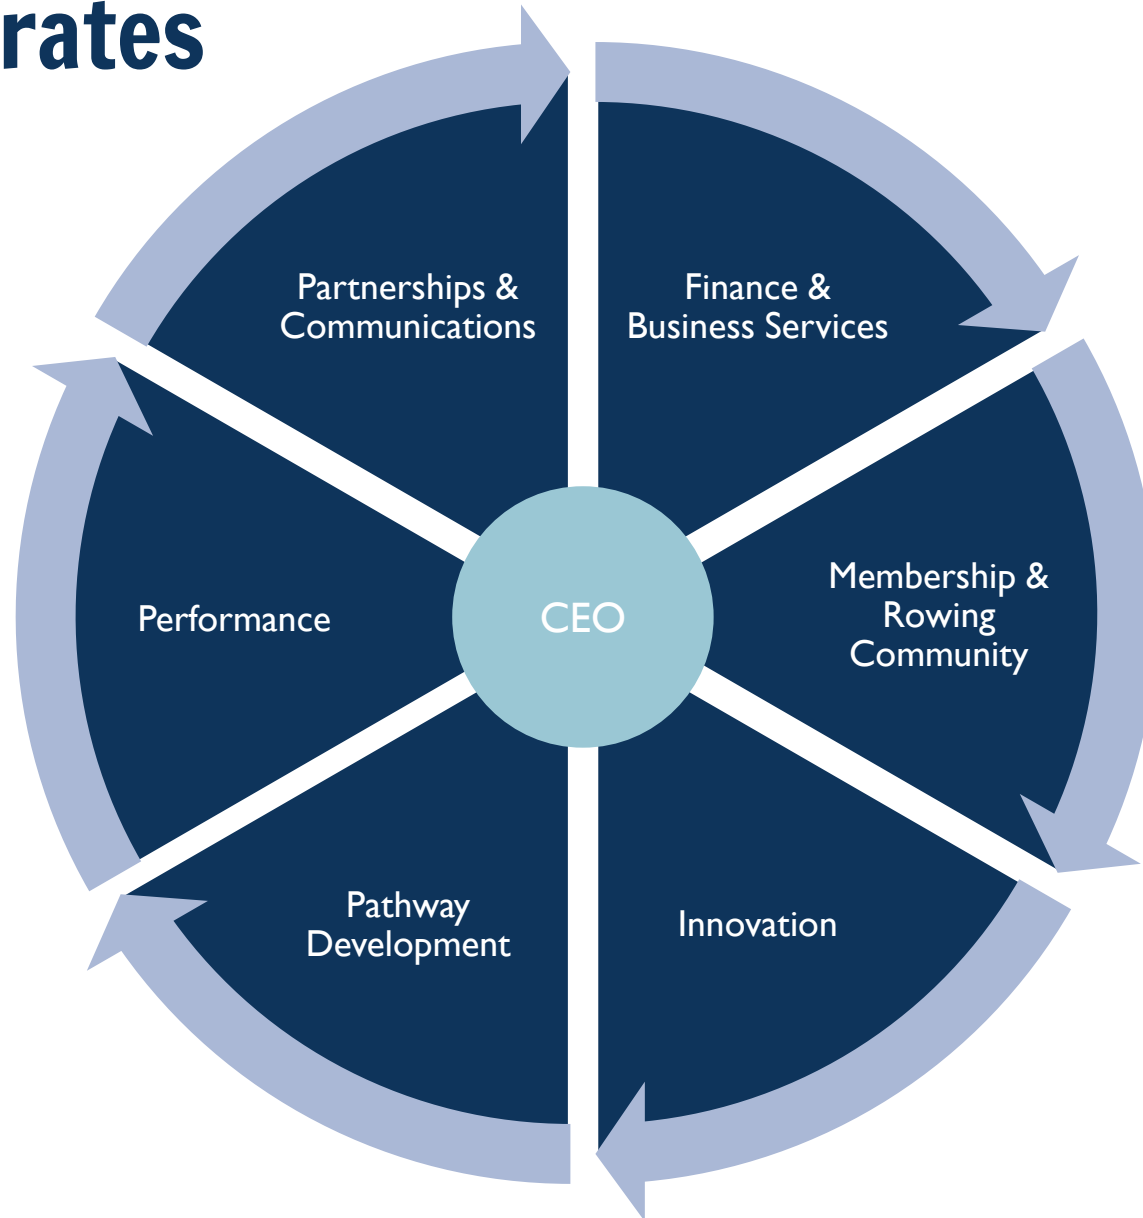 rates
Partnerships &
Communications
Finance &
Business Services
Membership &
Rowing
Community
Innovation
Pathway
Development
Performance
CEO